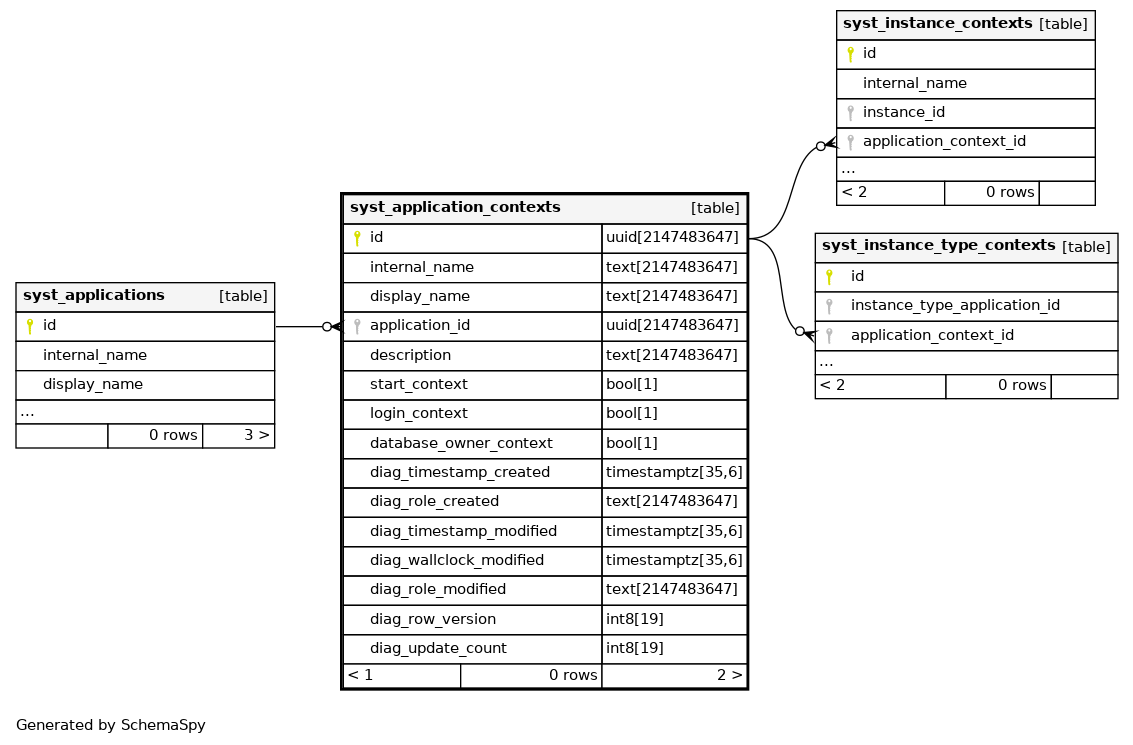 syst_instance_contexts [table]
id
internal_name
instance_id
application_context_id
...
< 2 0 rows
syst_application_contexts [table]
id uuid[2147483647]
internal_name text[2147483647]
display_name text[2147483647]
application_id uuid[2147483647]
description text[2147483647]
start_context bool[1]
login_context bool[1]
database_owner_context bool[1]
diag_timestamp_created timestamptz[35,6]
diag_role_created text[2147483647]
diag_timestamp_modified timestamptz[35,6]
diag_wallclock_modified timestamptz[35,6]
diag_role_modified text[2147483647]
diag_row_version int8[19]
diag_update_count int8[19]
< 1 0 rows 2 >
syst_instance_type_contexts [table]
id
instance_type_application_id
application_context_id
...
< 2 0 rows
syst_applications [table]
id
internal_name
display_name
...
0 rows 3 >
Generated by SchemaSpy